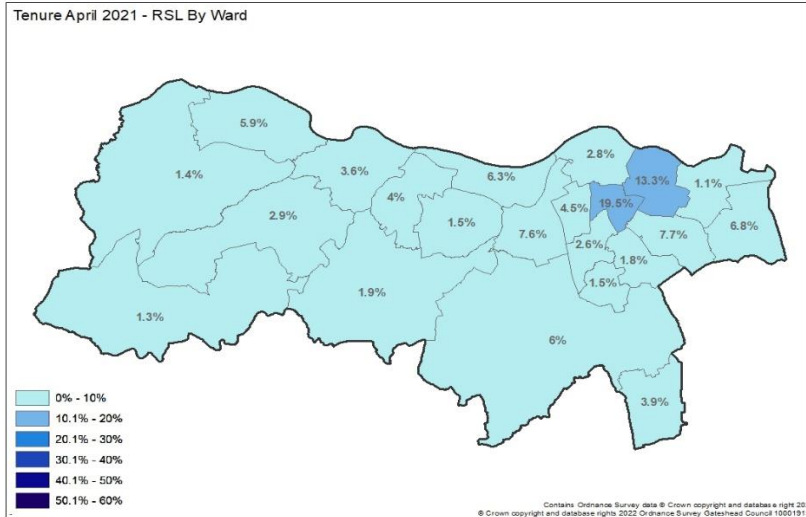 Tenure April 2021 - RSL By Ward
5.9%
1.4%
3.6%
6.3%
2.8%
13.3%
1.1%
2.9%
4%
1.5%
7.6%
4.5%
19.5%
6.8%
2.6%
7.7%
1.8%
1.5%
1.3%
1.9%
6%
3.9%
0% - 10%
10.1% - 20%
20.1% - 30%
30.1% - 40%
40.1% - 50%
50.1% - 60%
Contains Ordnance Survey data © Crown copyright and database right 20
© Crown copyright and database rights 2022 Ordnance Survey Gateshead Council 1000191